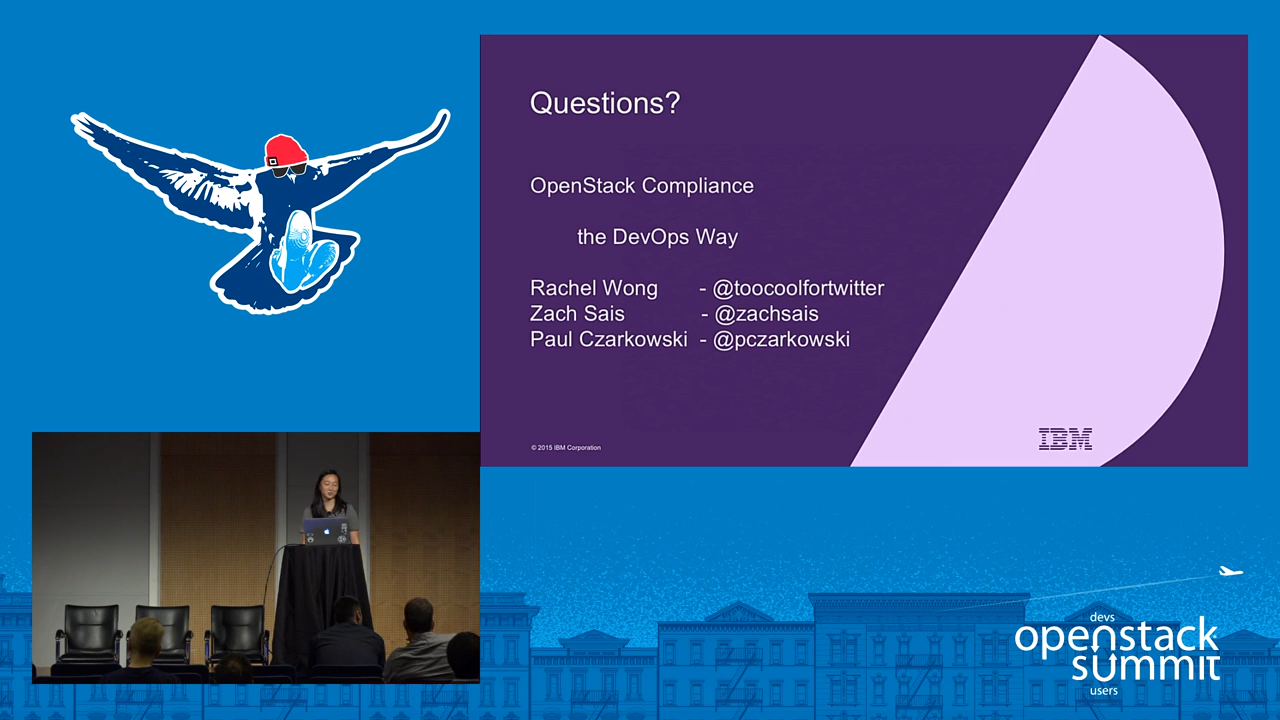 Questions?
OpenStack Compliance
the DevOps Way
Rachel Wong - @toocoolfortwitter
Zach Sais - @zachsais
Paul Czarkowski - @pczarkowski
© 2015 IBM Corporation
IBM
devs
openstack
summit
users